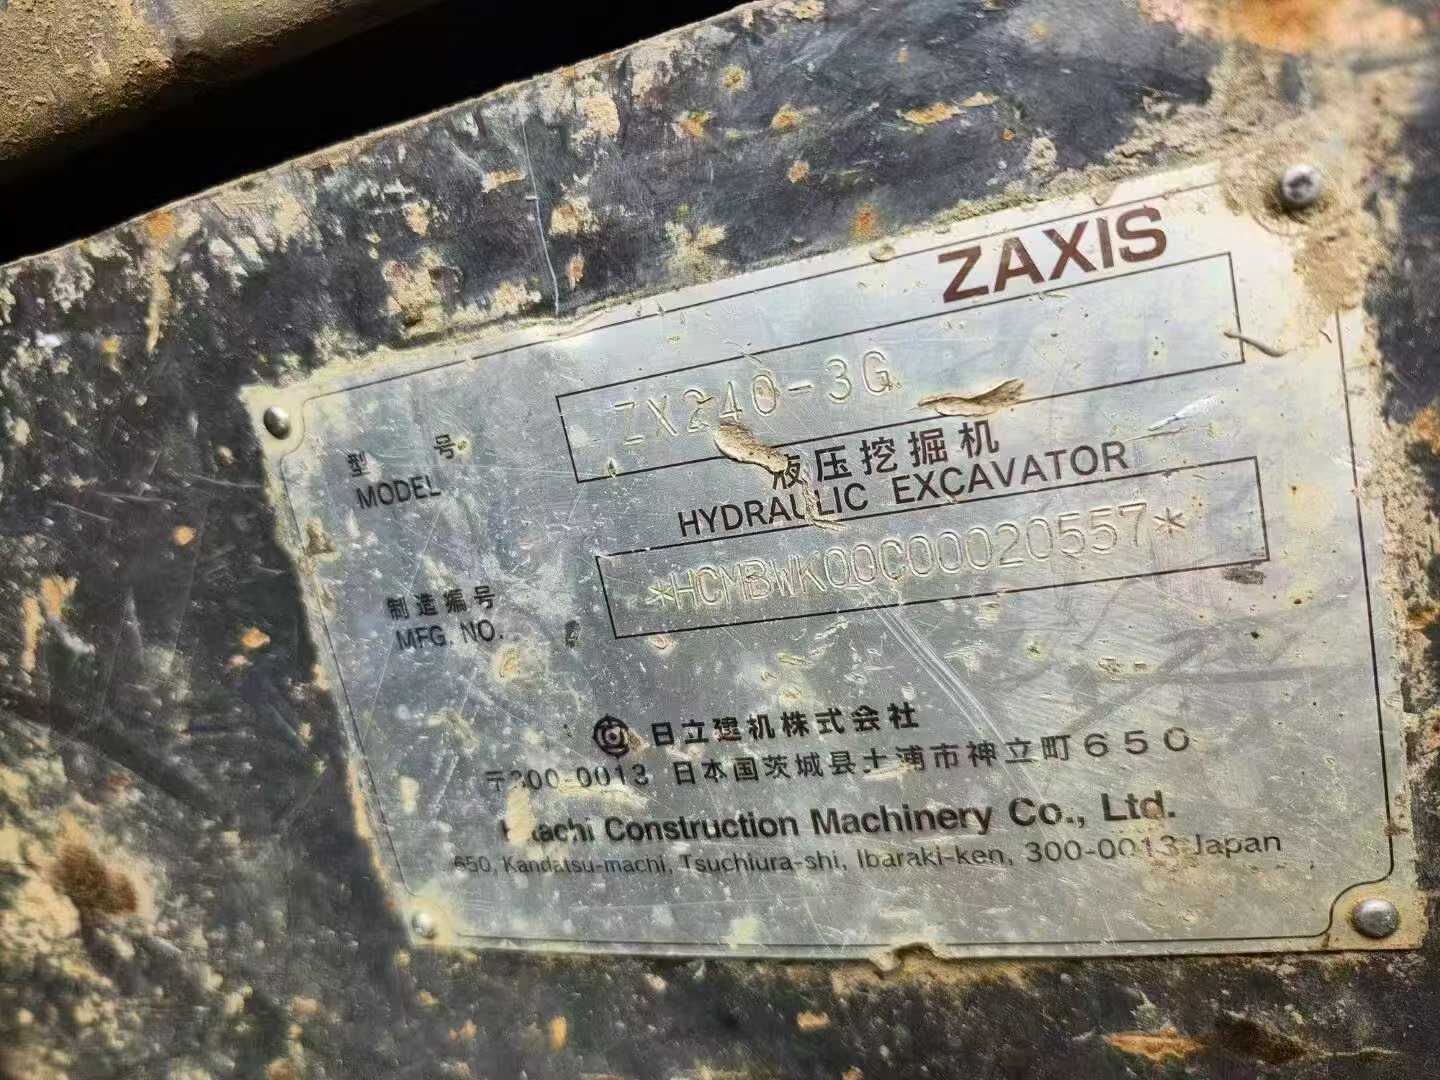 ZAXIS
型号 ZX240-3G
MODEL
液压挖掘机
HYDRAULIC EXCAVATOR
制造编号 *HCMBWK00C00020557*
MFG. NO.
日立建机株式会社
〒300-0013 日本国茨城县土浦市神立町650
Hitachi Construction Machinery Co., Ltd.
650, Kandatsu-machi, Tsuchiura-shi, Ibaraki-ken, 300-0013 Japan